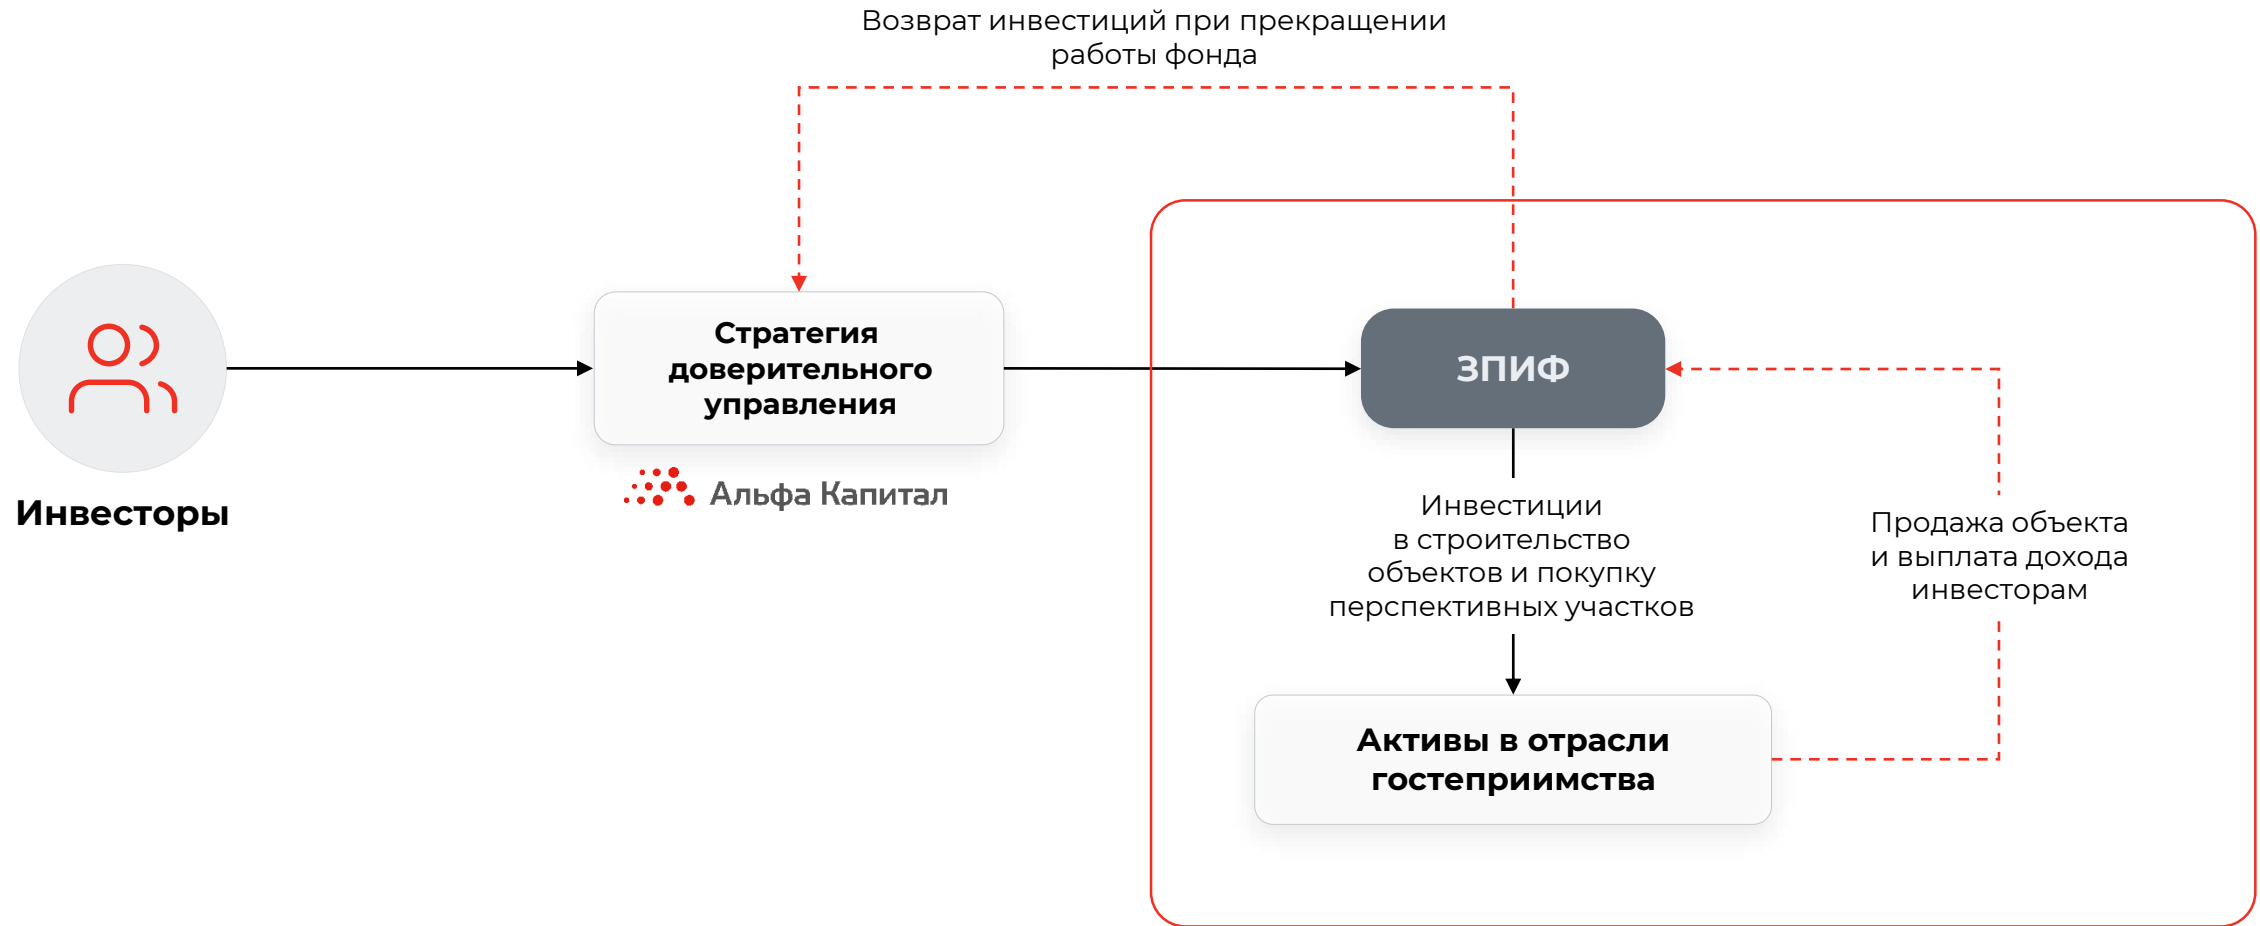 Возврат инвестиций при прекращении
работы фонда
Инвесторы
Стратегия
доверительного
управления
Альфа Капитал
ЗПИФ
Инвестиции
в строительство
объектов и покупку
перспективных участков
Продажа объекта
и выплата дохода
инвесторам
Активы в отрасли
гостеприимства